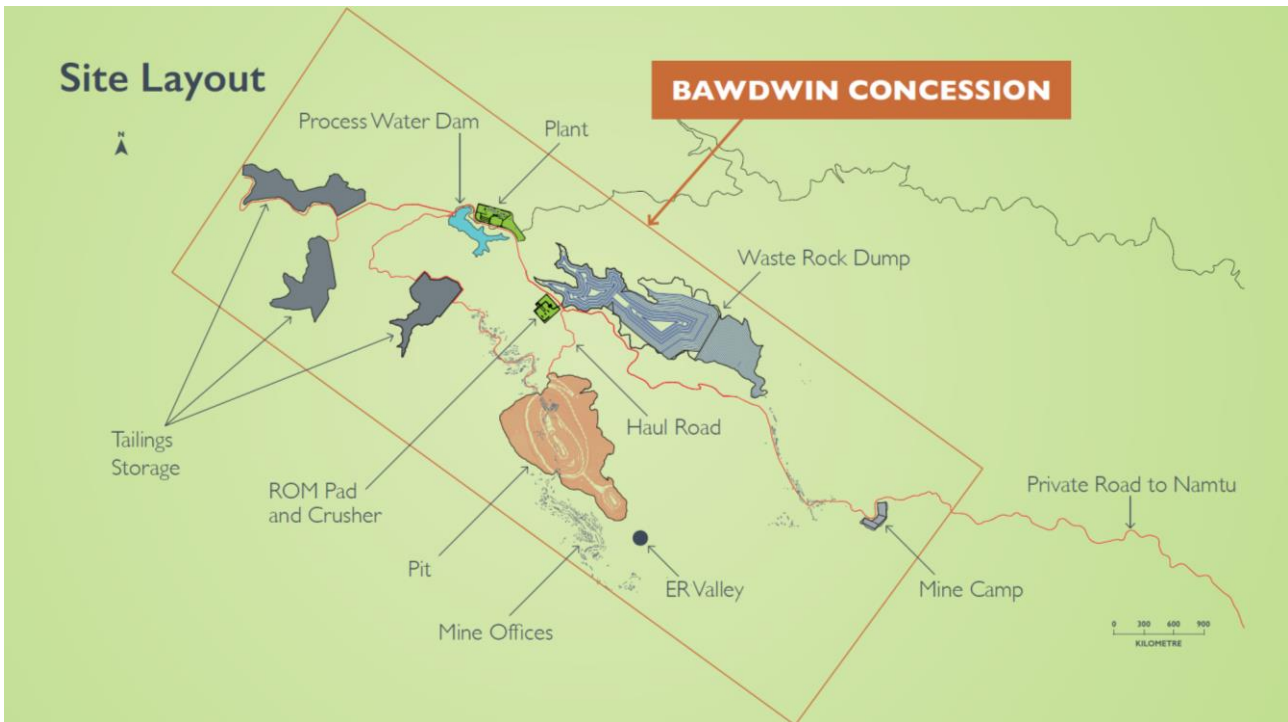 Site Layout
BAWDWIN CONCESSION
N
Process Water Dam
Plant
Waste Rock Dump
Tailings
Storage
Haul Road
ROM Pad
and Crusher
Private Road to Namtu
Pit
ER Valley
Mine Camp
Mine Offices
0 300 600 900
KILOMETRE